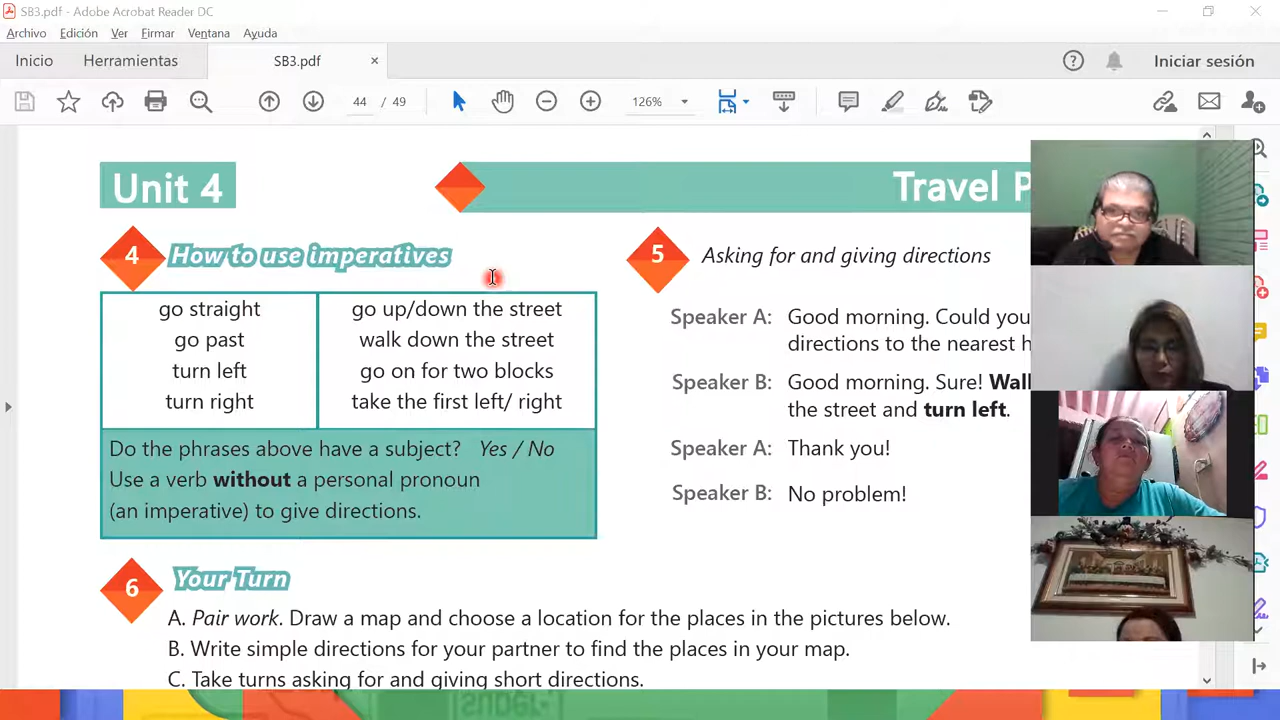 SB3.pdf - Adobe Acrobat Reader DC
Archivo Edición Ver Firmar Ventana Ayuda
Inicio Herramientas SB3.pdf × Iniciar sesión
44 / 49 126%
Unit 4
Travel P
4 How to use imperatives
go straight
go past
turn left
turn right
go up/down the street
walk down the street
go on for two blocks
take the first left/ right
Do the phrases above have a subject? Yes / No
Use a verb without a personal pronoun
(an imperative) to give directions.
5 Asking for and giving directions
Speaker A: Good morning. Could you
directions to the nearest h
Speaker B: Good morning. Sure! Wal
the street and turn left.
Speaker A: Thank you!
Speaker B: No problem!
6 Your Turn
A. Pair work. Draw a map and choose a location for the places in the pictures below.
B. Write simple directions for your partner to find the places in your map.
C. Take turns asking for and giving short directions.